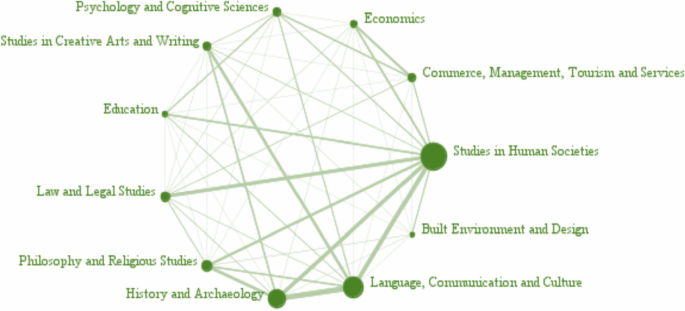 Psychology and Cognitive Sciences
Economics
Studies in Creative Arts and Writing
Commerce, Management, Tourism and Services
Education
Studies in Human Societies
Law and Legal Studies
Built Environment and Design
Philosophy and Religious Studies
Language, Communication and Culture
History and Archaeology